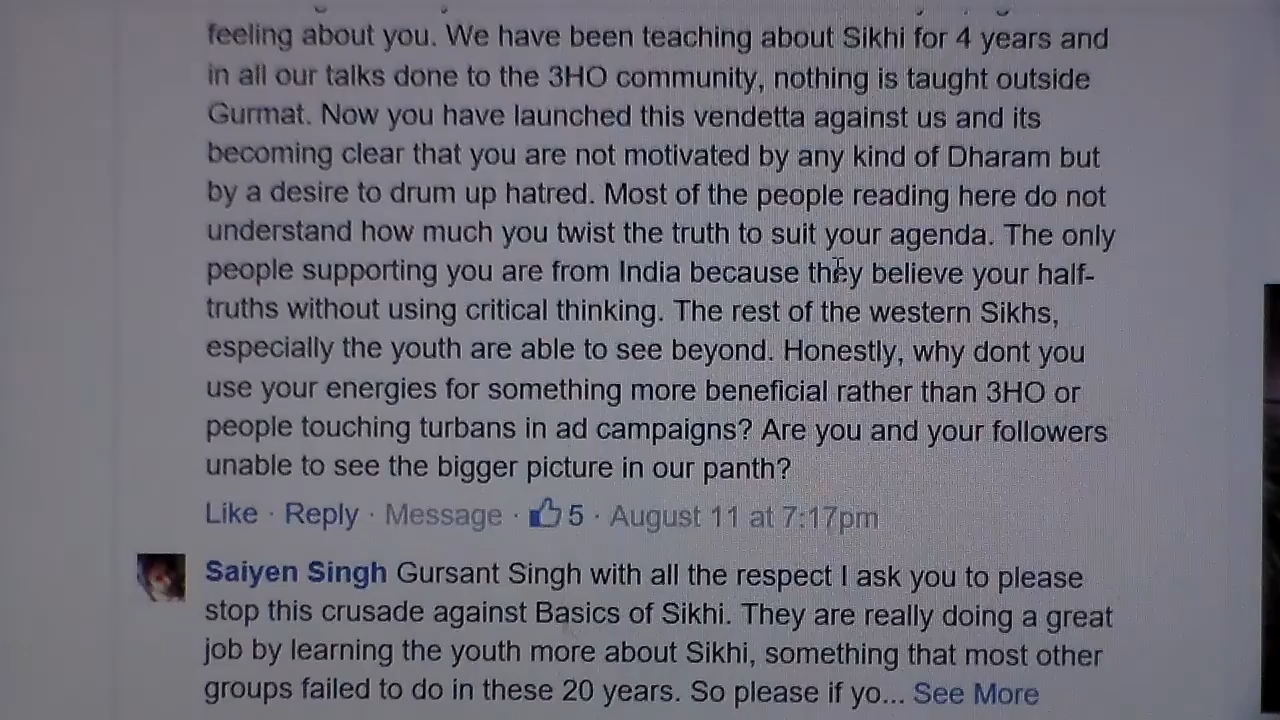 feeling about you. We have been teaching about Sikhi for 4 years and
in all our talks done to the 3HO community, nothing is taught outside
Gurmat. Now you have launched this vendetta against us and its
becoming clear that you are not motivated by any kind of Dharam but
by a desire to drum up hatred. Most of the people reading here do not
understand how much you twist the truth to suit your agenda. The only
people supporting you are from India because they believe your half-
truths without using critical thinking. The rest of the western Sikhs,
especially the youth are able to see beyond. Honestly, why dont you
use your energies for something more beneficial rather than 3HO or
people touching turbans in ad campaigns? Are you and your followers
unable to see the bigger picture in our panth?
Like · Reply · Message · 5 · August 11 at 7:17pm
Saiyen Singh Gursant Singh with all the respect I ask you to please
stop this crusade against Basics of Sikhi. They are really doing a great
job by learning the youth more about Sikhi, something that most other
groups failed to do in these 20 years. So please if yo... See More